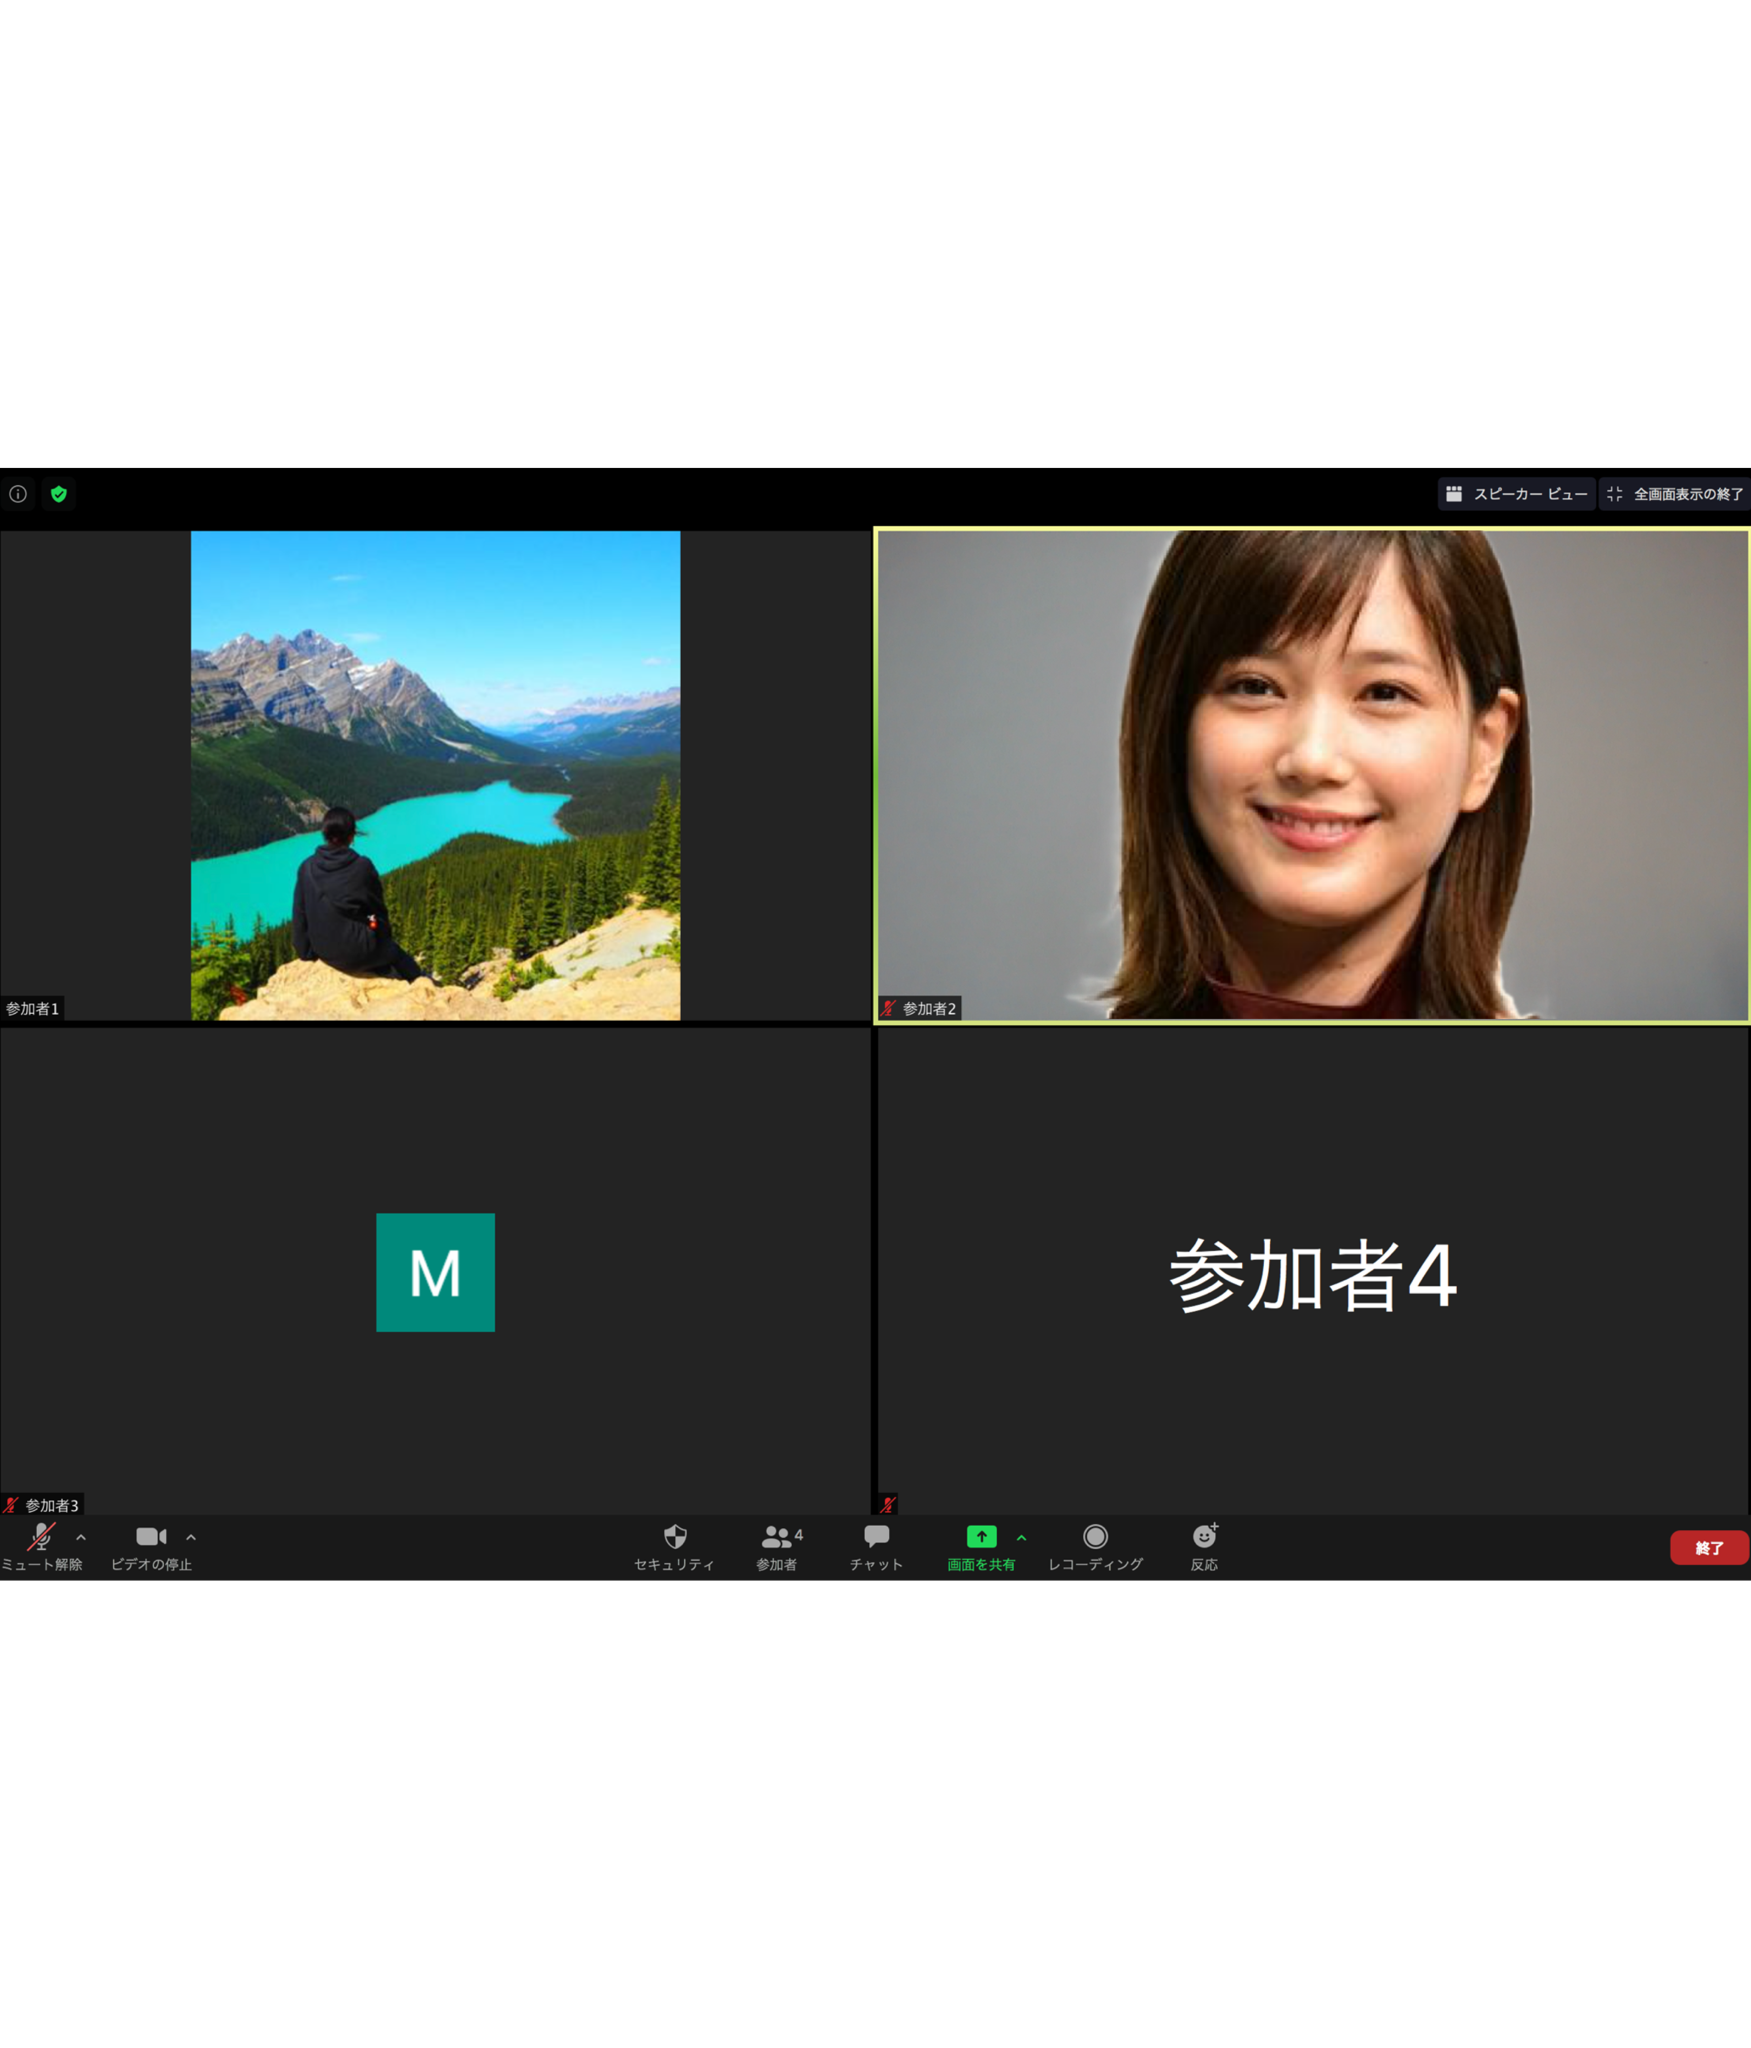 スピーカー ビュー
全画面表示の終了
参加者1
参加者2
M
参加者4
参加者3
ミュート解除
ビデオの停止
セキュリティ
4
参加者
チャット
画面を共有
レコーディング
反応
終了